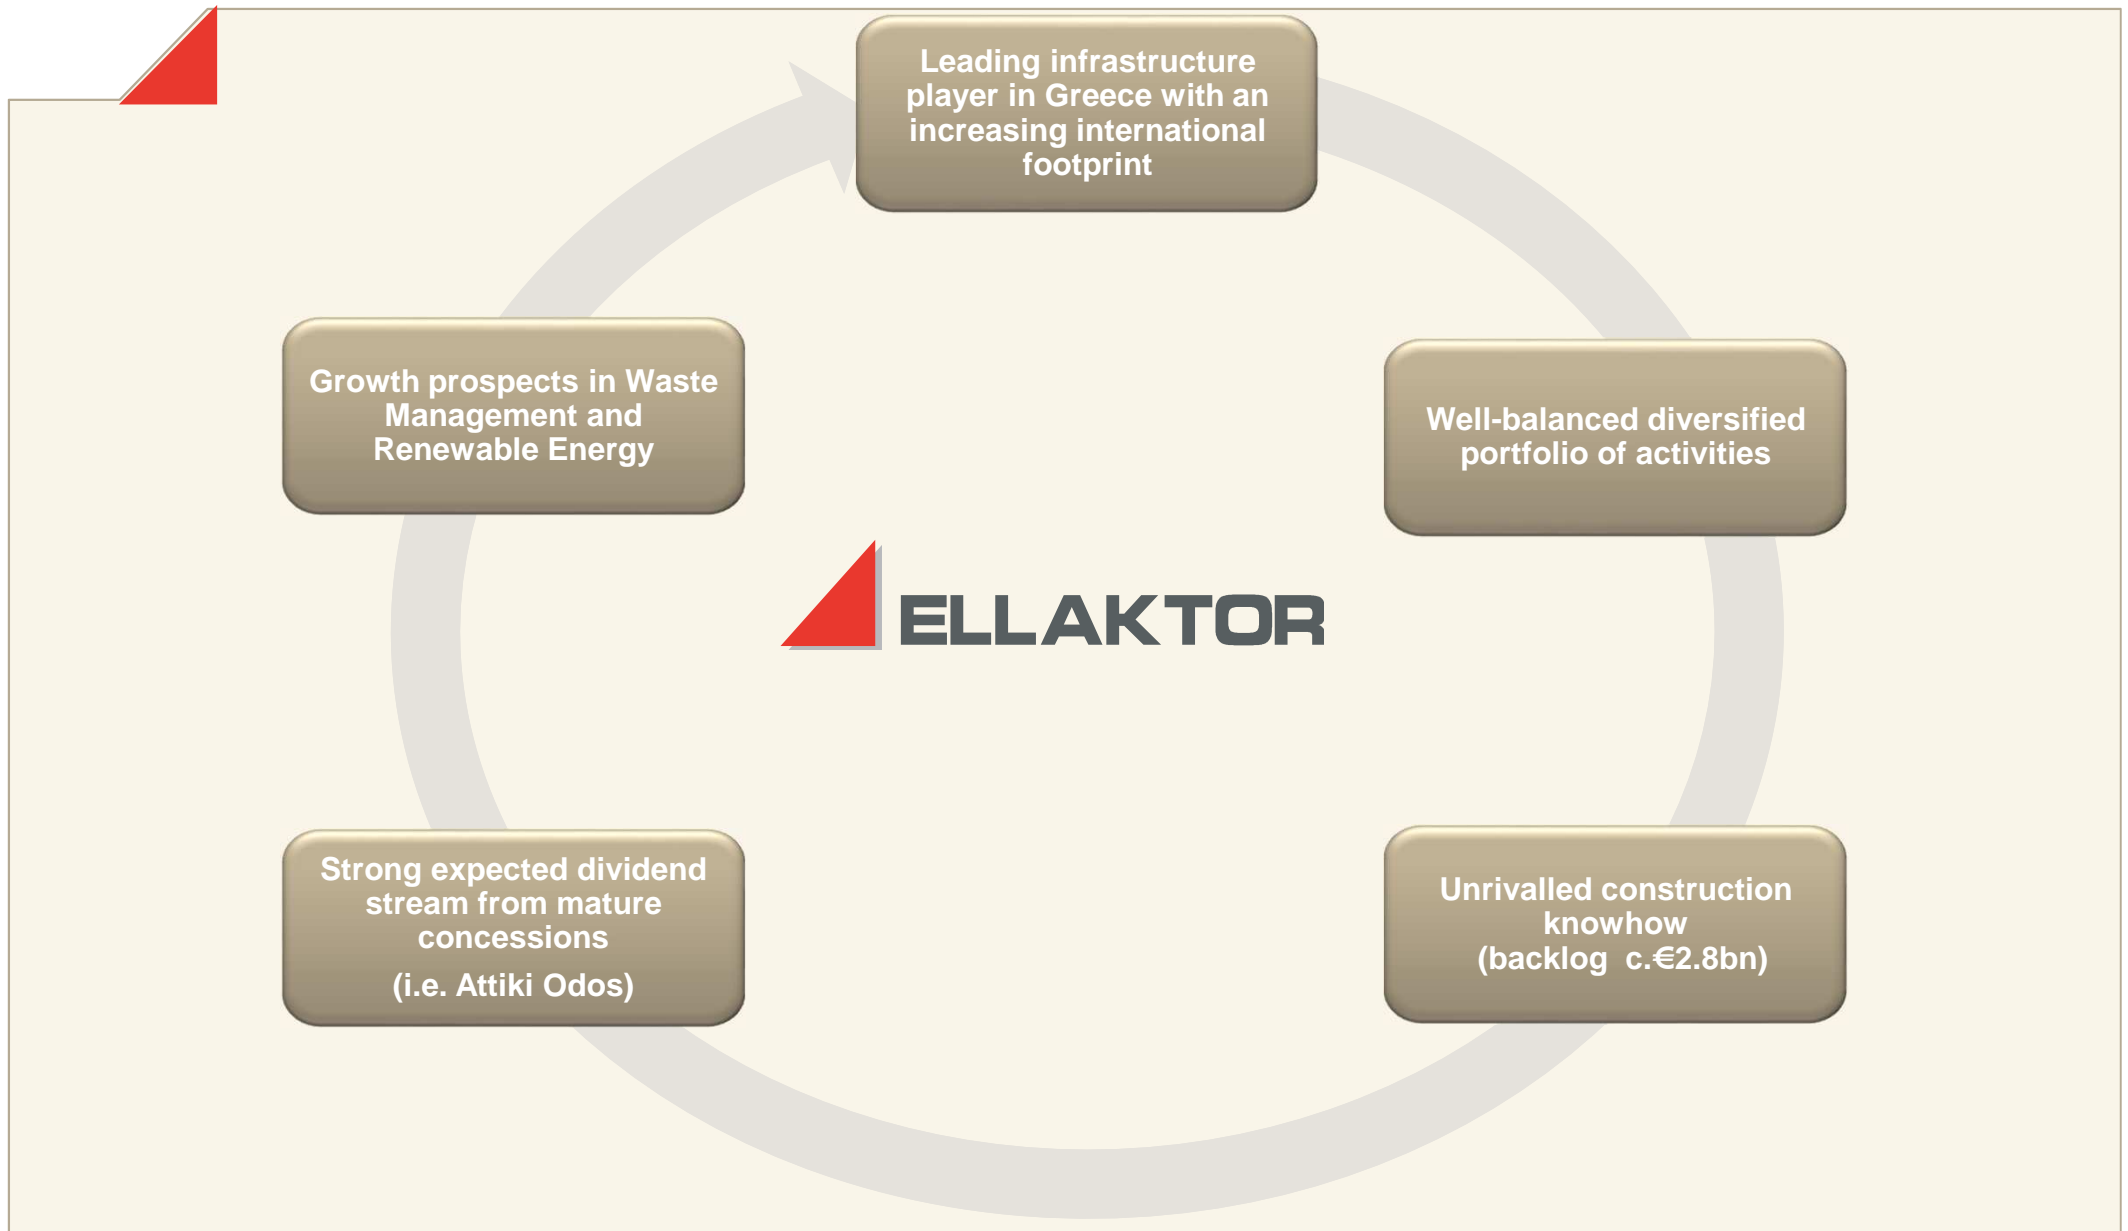 Leading infrastructure
player in Greece with an
increasing international
footprint
Growth prospects in Waste
Management and
Renewable Energy
Well-balanced diversified
portfolio of activities
ELLAKTOR
Strong expected dividend
stream from mature
concessions
(i.e. Attiki Odos)
Unrivalled construction
knowhow
(backlog  c.€2.8bn)